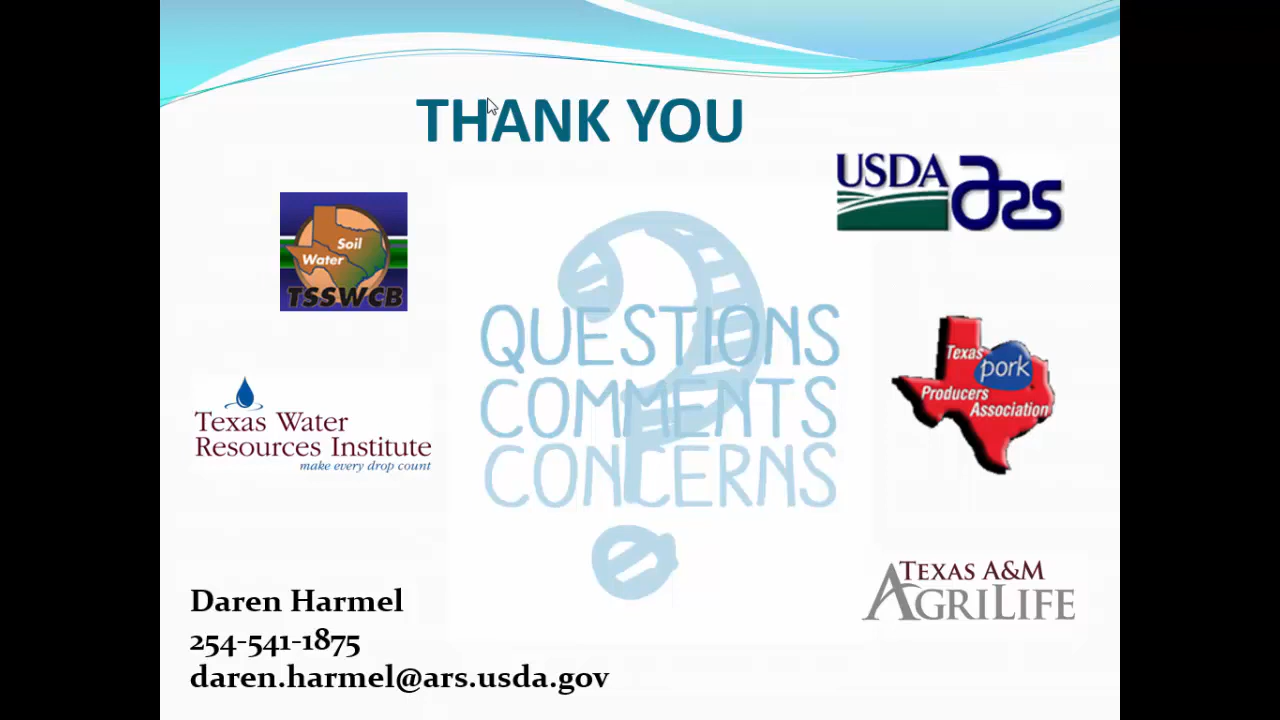 THANK YOU
USDA ars
Soil
Water
TSSWCB
QUESTIONS
COMMENTS
CONCERNS
Texas
pork
Producers
Association
Texas Water
Resources Institute
make every drop count
TEXAS A&M
AGRILIFE
Daren Harmel
254-541-1875
daren.harmel@ars.usda.gov